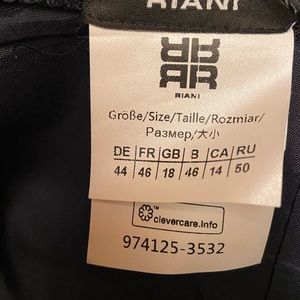 RIANI
RIANI
Größe/Size/Taille/Rozmiar/
Размер/大小
DE FR GB B CA RU
44 46 18 46 14 50
clevercare.info
974125-3532